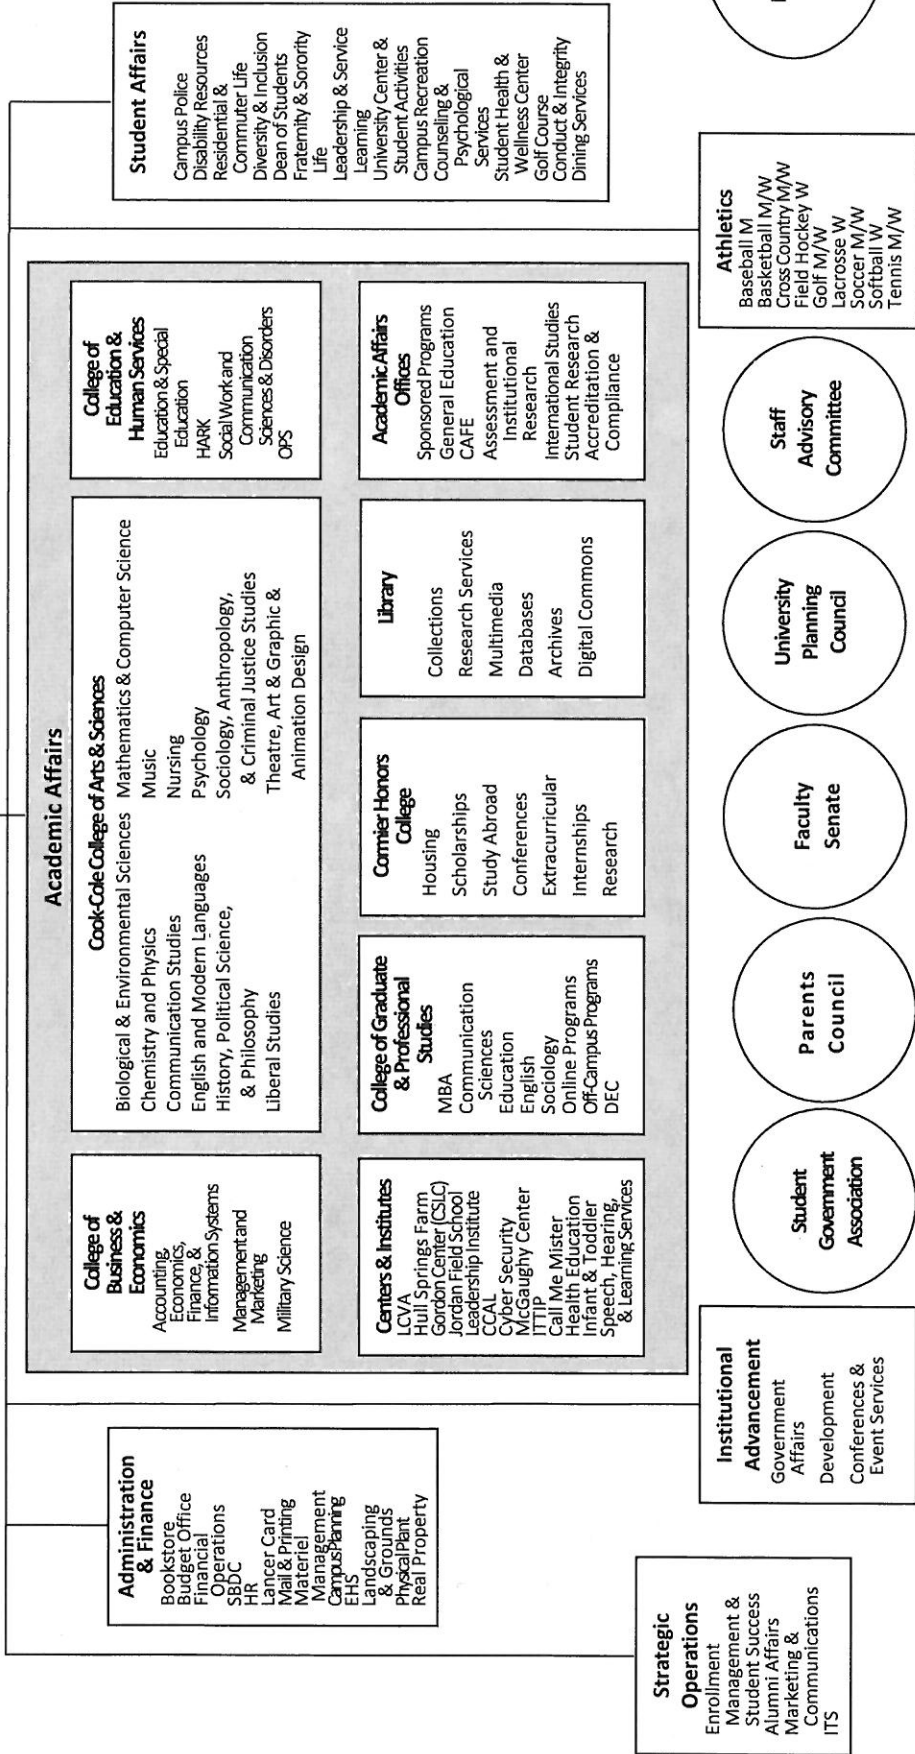 Academic Affairs
College of
Business &
Economics
Accounting,
Economics,
Finance, &
Information Systems
Management and
Marketing
Military Science
Cook-Cole College of Arts & Sciences
Biological & Environmental Sciences
Chemistry and Physics
Communication Studies
English and Modern Languages
History, Political Science,
& Philosophy
Liberal Studies
Mathematics & Computer Science
Music
Nursing
Psychology
Sociology, Anthropology,
& Criminal Justice Studies
Theatre, Art & Graphic &
Animation Design
College of
Education &
Human Services
Education & Special
Education
HARK
Social Work and
Communication
Sciences & Disorders
OPS
Centers & Institutes
LCVA
Hull Springs Farm
Gordon Center (CSLC)
Jordan Field School
Leadership Institute
CCAL
Cyber Security
McGaughy Center
ITTIP
Call Me Mister
Health Education
Infant & Toddler
Speech, Hearing,
& Learning Services
College of Graduate
& Professional
Studies
MBA
Communication
Sciences
Education
English
Sociology
Online Programs
Off-Campus Programs
DEC
Cormier Honors
College
Housing
Scholarships
Study Abroad
Conferences
Extracurricular
Internships
Research
Library
Collections
Research Services
Multimedia
Databases
Archives
Digital Commons
Academic Affairs
Offices
Sponsored Programs
General Education
CAFE
Assessment and
Institutional
Research
International Studies
Student Research
Accreditation &
Compliance
Administration
& Finance
Bookstore
Budget Office
Financial
Operations
SBDC
HR
Lancer Card
Mail & Printing
Materiel
Management
Campus Planning
EHS
Landscaping
& Grounds
Physical Plant
Real Property
Student Affairs
Campus Police
Disability Resources
Residential &
Commuter Life
Diversity & Inclusion
Dean of Students
Fraternity & Sorority
Life
Leadership & Service
Learning
University Center &
Student Activities
Campus Recreation
Counseling &
Psychological
Services
Student Health &
Wellness Center
Golf Course
Conduct & Integrity
Dining Services
Strategic
Operations
Enrollment
Management &
Student Success
Alumni Affairs
Marketing &
Communications
ITS
Institutional
Advancement
Government
Affairs
Development
Conferences &
Event Services
Student
Government
Association
Parents
Council
Faculty
Senate
University
Planning
Council
Staff
Advisory
Committee
Athletics
Baseball M
Basketball M/W
Cross Country M/W
Field Hockey W
Golf M/W
Lacrosse W
Soccer M/W
Softball W
Tennis M/W